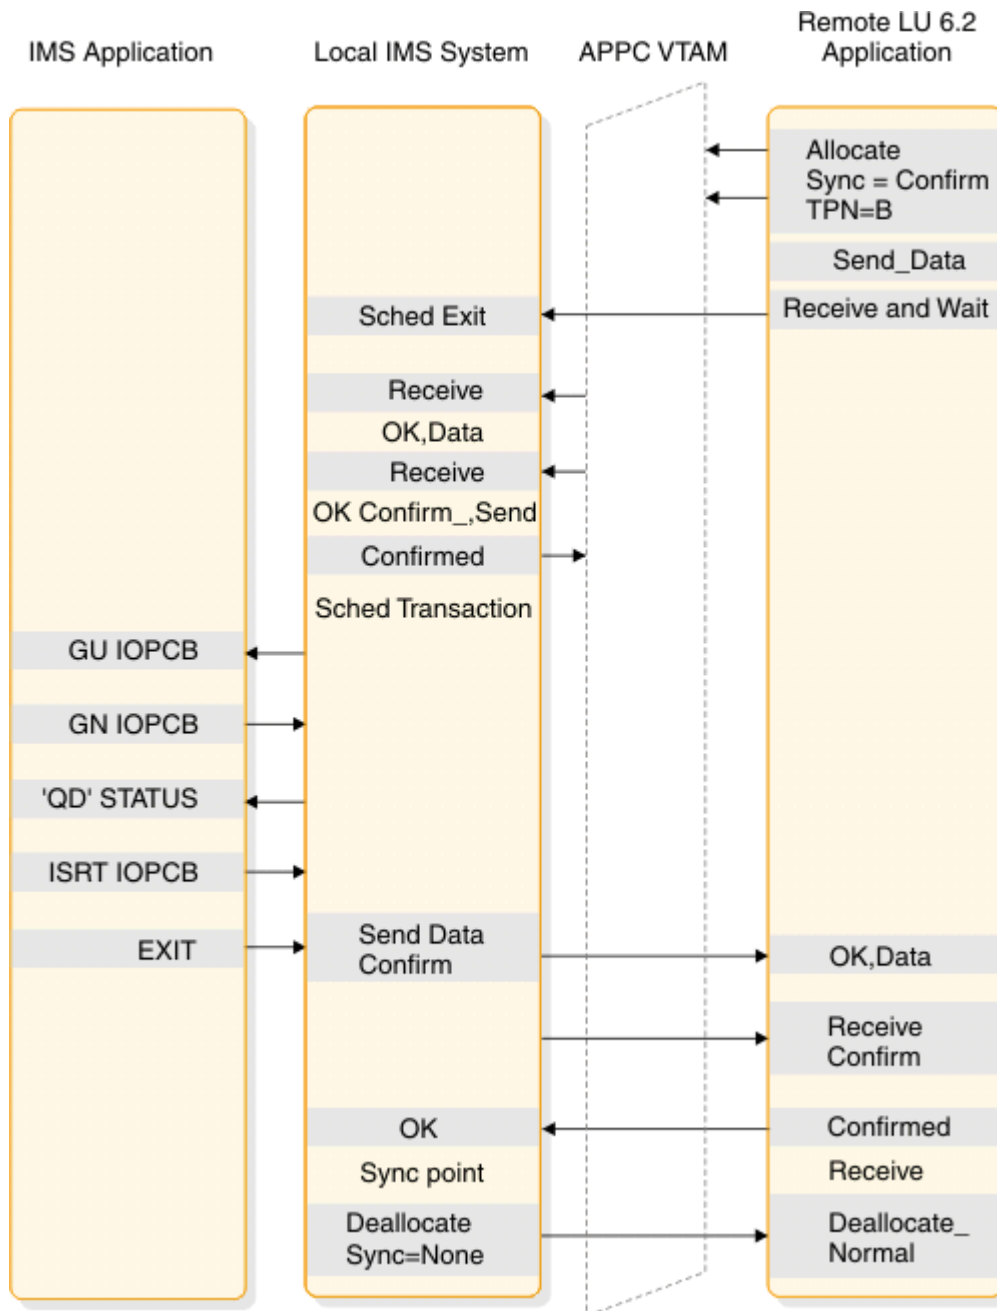 IMS Application
Local IMS System
APPC VTAM
Remote LU 6.2
Application
Allocate
Sync = Confirm
TPN=B
Send_Data
Receive and Wait
Sched Exit
Receive
OK,Data
Receive
OK Confirm_,Send
Confirmed
Sched Transaction
GU IOPCB
GN IOPCB
'QD' STATUS
ISRT IOPCB
EXIT
Send Data
Confirm
OK,Data
Receive
Confirm
OK
Confirmed
Sync point
Receive
Deallocate
Sync=None
Deallocate_
Normal